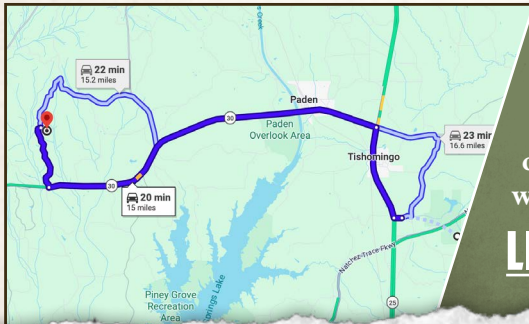 22 min
15.2 miles
Paden
30
Paden
Overlook Area
23 min
16.6 miles
Tishomingo
30
20 min
15 miles
Natchez Trace Pkwy
Piney Grove
Recreation
Area
25